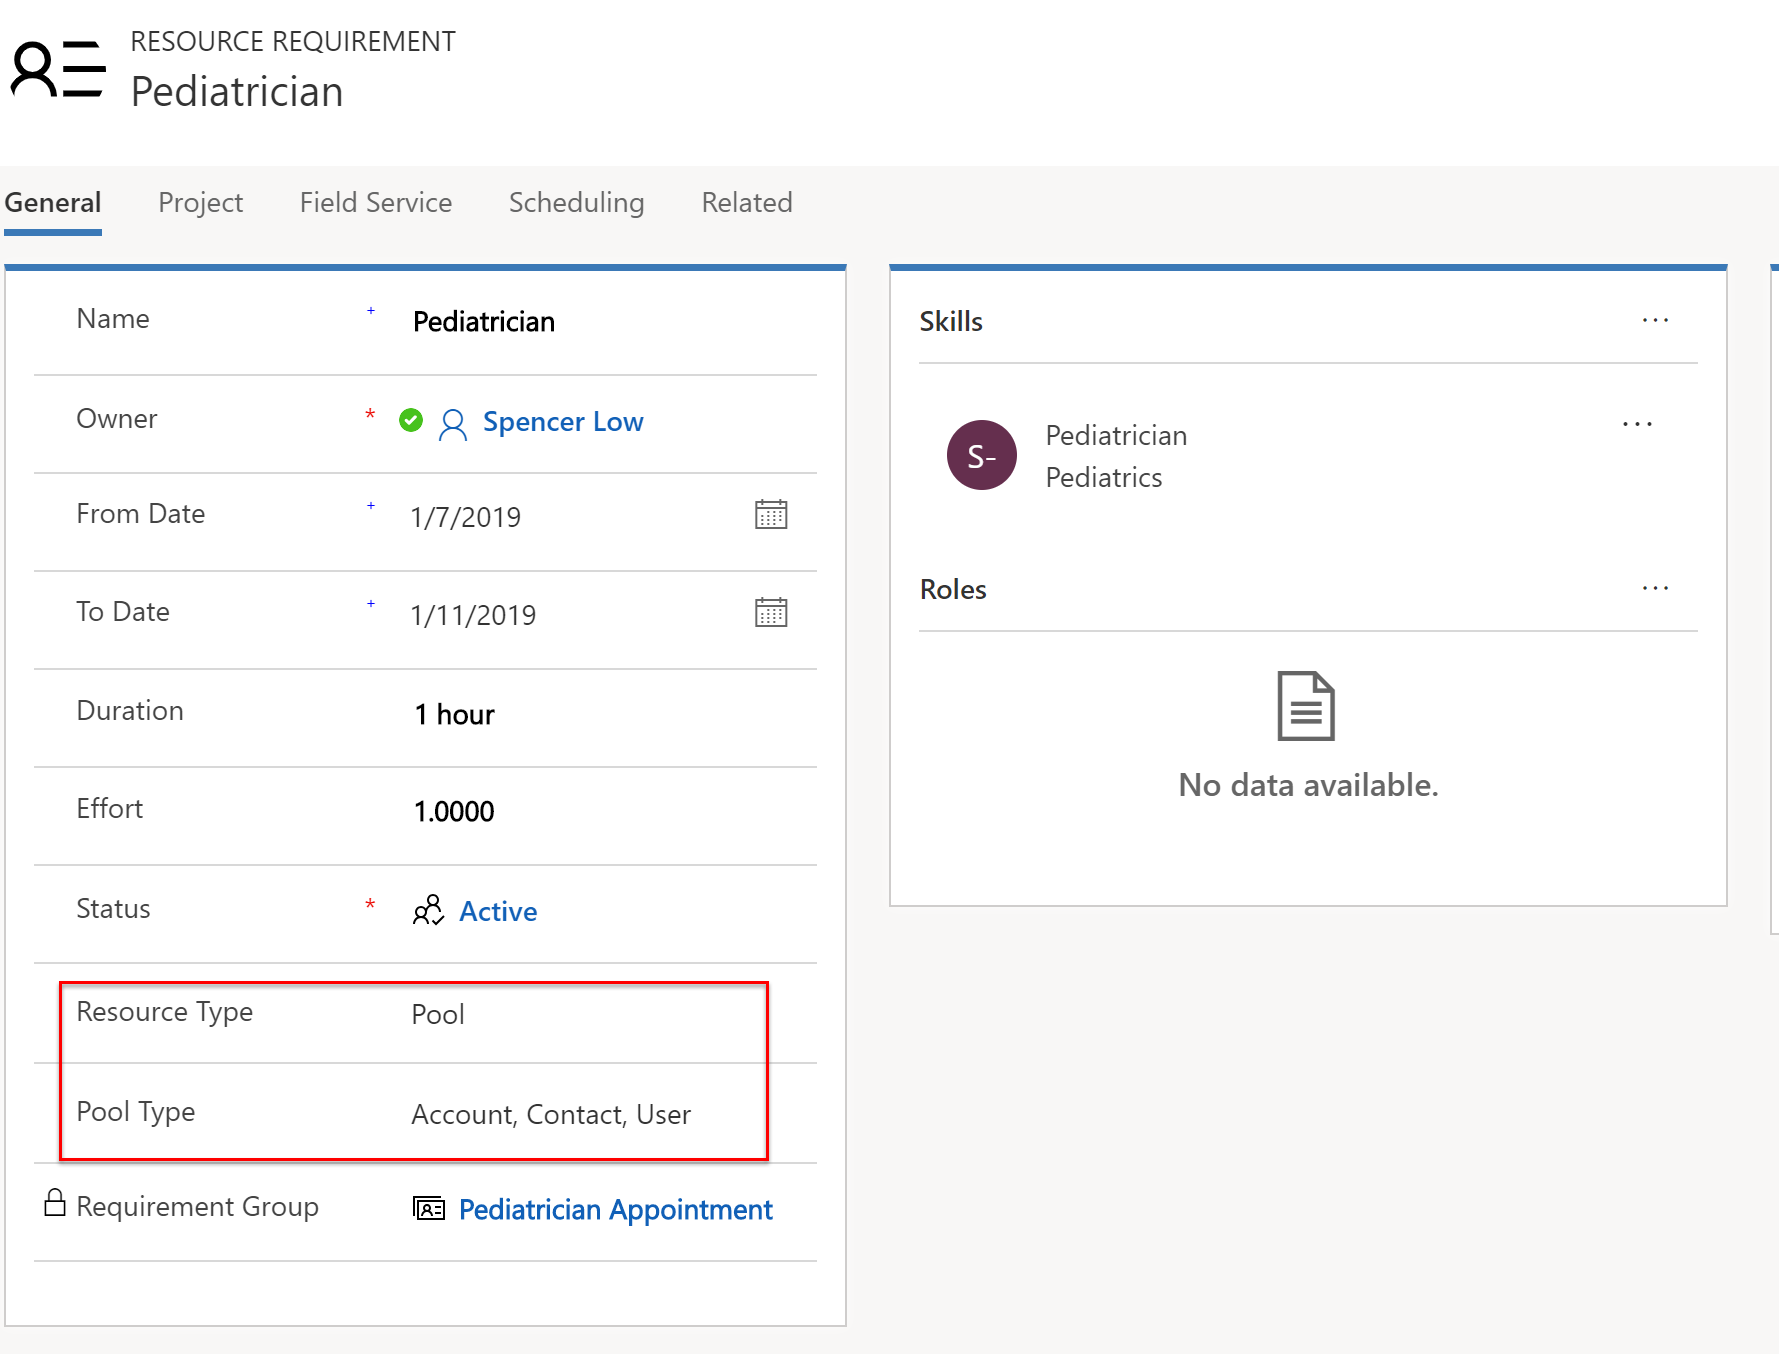 RESOURCE REQUIREMENT
Pediatrician
General Project Field Service Scheduling Related
Name + Pediatrician
Owner * Spencer Low
From Date + 1/7/2019
To Date + 1/11/2019
Duration 1 hour
Effort 1.0000
Status * Active
Resource Type Pool
Pool Type Account, Contact, User
Requirement Group Pediatrician Appointment
Skills ...
S- Pediatrician ...
Pediatrics
Roles ...
No data available.